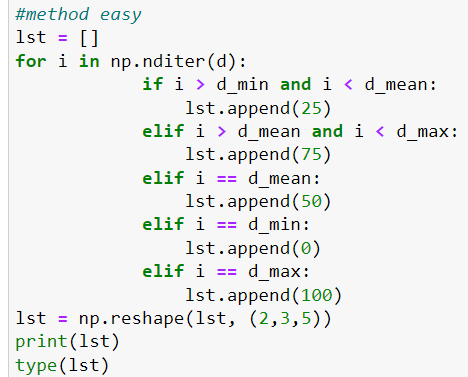 #method easy
lst = []
for i in np.nditer(d):
            if i > d_min and i < d_mean:
                lst.append(25)
            elif i > d_mean and i < d_max:
                lst.append(75)
            elif i == d_mean:
                lst.append(50)
            elif i == d_min:
                lst.append(0)
            elif i == d_max:
                lst.append(100)
lst = np.reshape(lst, (2,3,5))
print(lst)
type(lst)